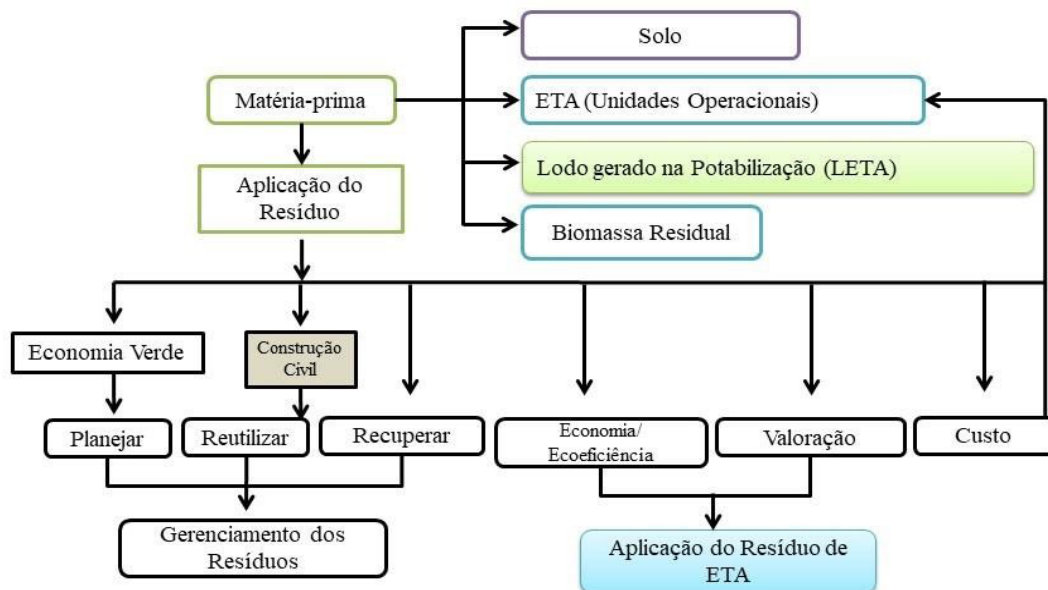 Solo
Matéria-prima
ETA (Unidades Operacionais)
Lodo gerado na Potabilização (LETA)
Aplicação do
Resíduo
Biomassa Residual
Economia Verde
Construção
Civil
Planejar
Reutilizar
Recuperar
Economia/
Ecoeficiência
Valoração
Custo
Gerenciamento dos
Resíduos
Aplicação do Resíduo de
ETA